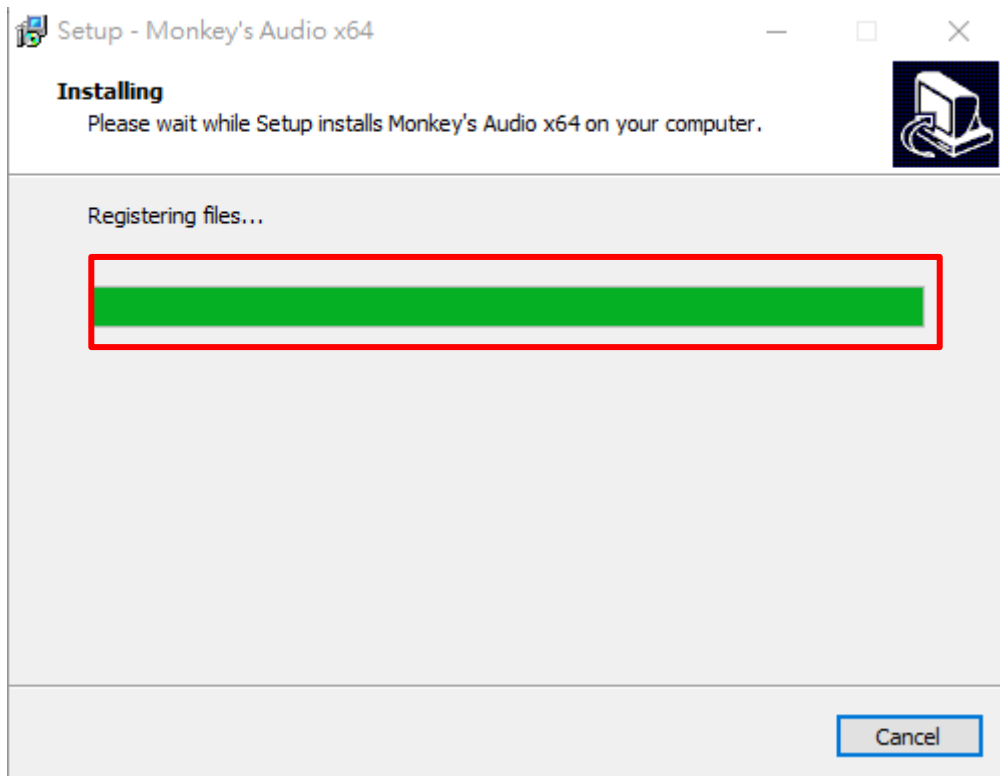 Setup - Monkey's Audio x64
Installing
Please wait while Setup installs Monkey's Audio x64 on your computer.
Registering files...
Cancel